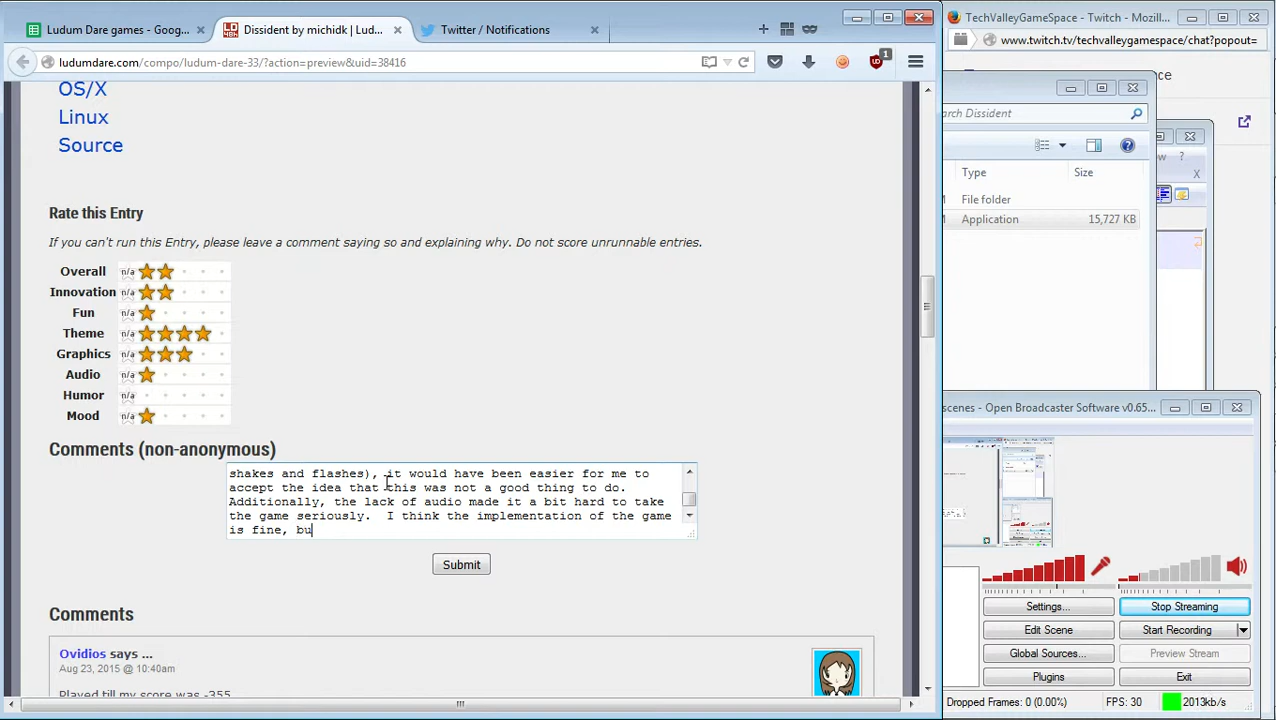 Ludum Dare games - Goog...
Dissident by michidk | Lud...
Twitter / Notifications
TechValleyGameSpace - Twitch - Mozill...
ludumdare.com/compo/ludum-dare-33/?action=preview&uid=38416
1
www.twitch.tv/techvalleygamespace/chat?popout=
OS/X
Linux
Source
arch Dissident
Type
Size
File folder
Application
15,727 KB
?
X
Rate this Entry
If you can't run this Entry, please leave a comment saying so and explaining why. Do not score unrunnable entries.
Overall n/a
Innovation n/a
Fun n/a
Theme n/a
Graphics n/a
Audio n/a
Humor n/a
Mood n/a
Comments (non-anonymous)
shakes and flashes), it would have been easier for me to
accept the idea that this was not a good thing to do.
Additionally, the lack of audio made it a bit hard to take
the game seriously.  I think the implementation of the game
is fine, bu
Submit
Comments
Ovidios says ...
Aug 23, 2015 @ 10:40am
Played till my score was -355
scenes - Open Broadcaster Software v0.65...
Settings...
Stop Streaming
Edit Scene
Start Recording
Global Sources...
Preview Stream
Plugins
Exit
Dropped Frames: 0 (0.00%)
FPS: 30
2013kb/s